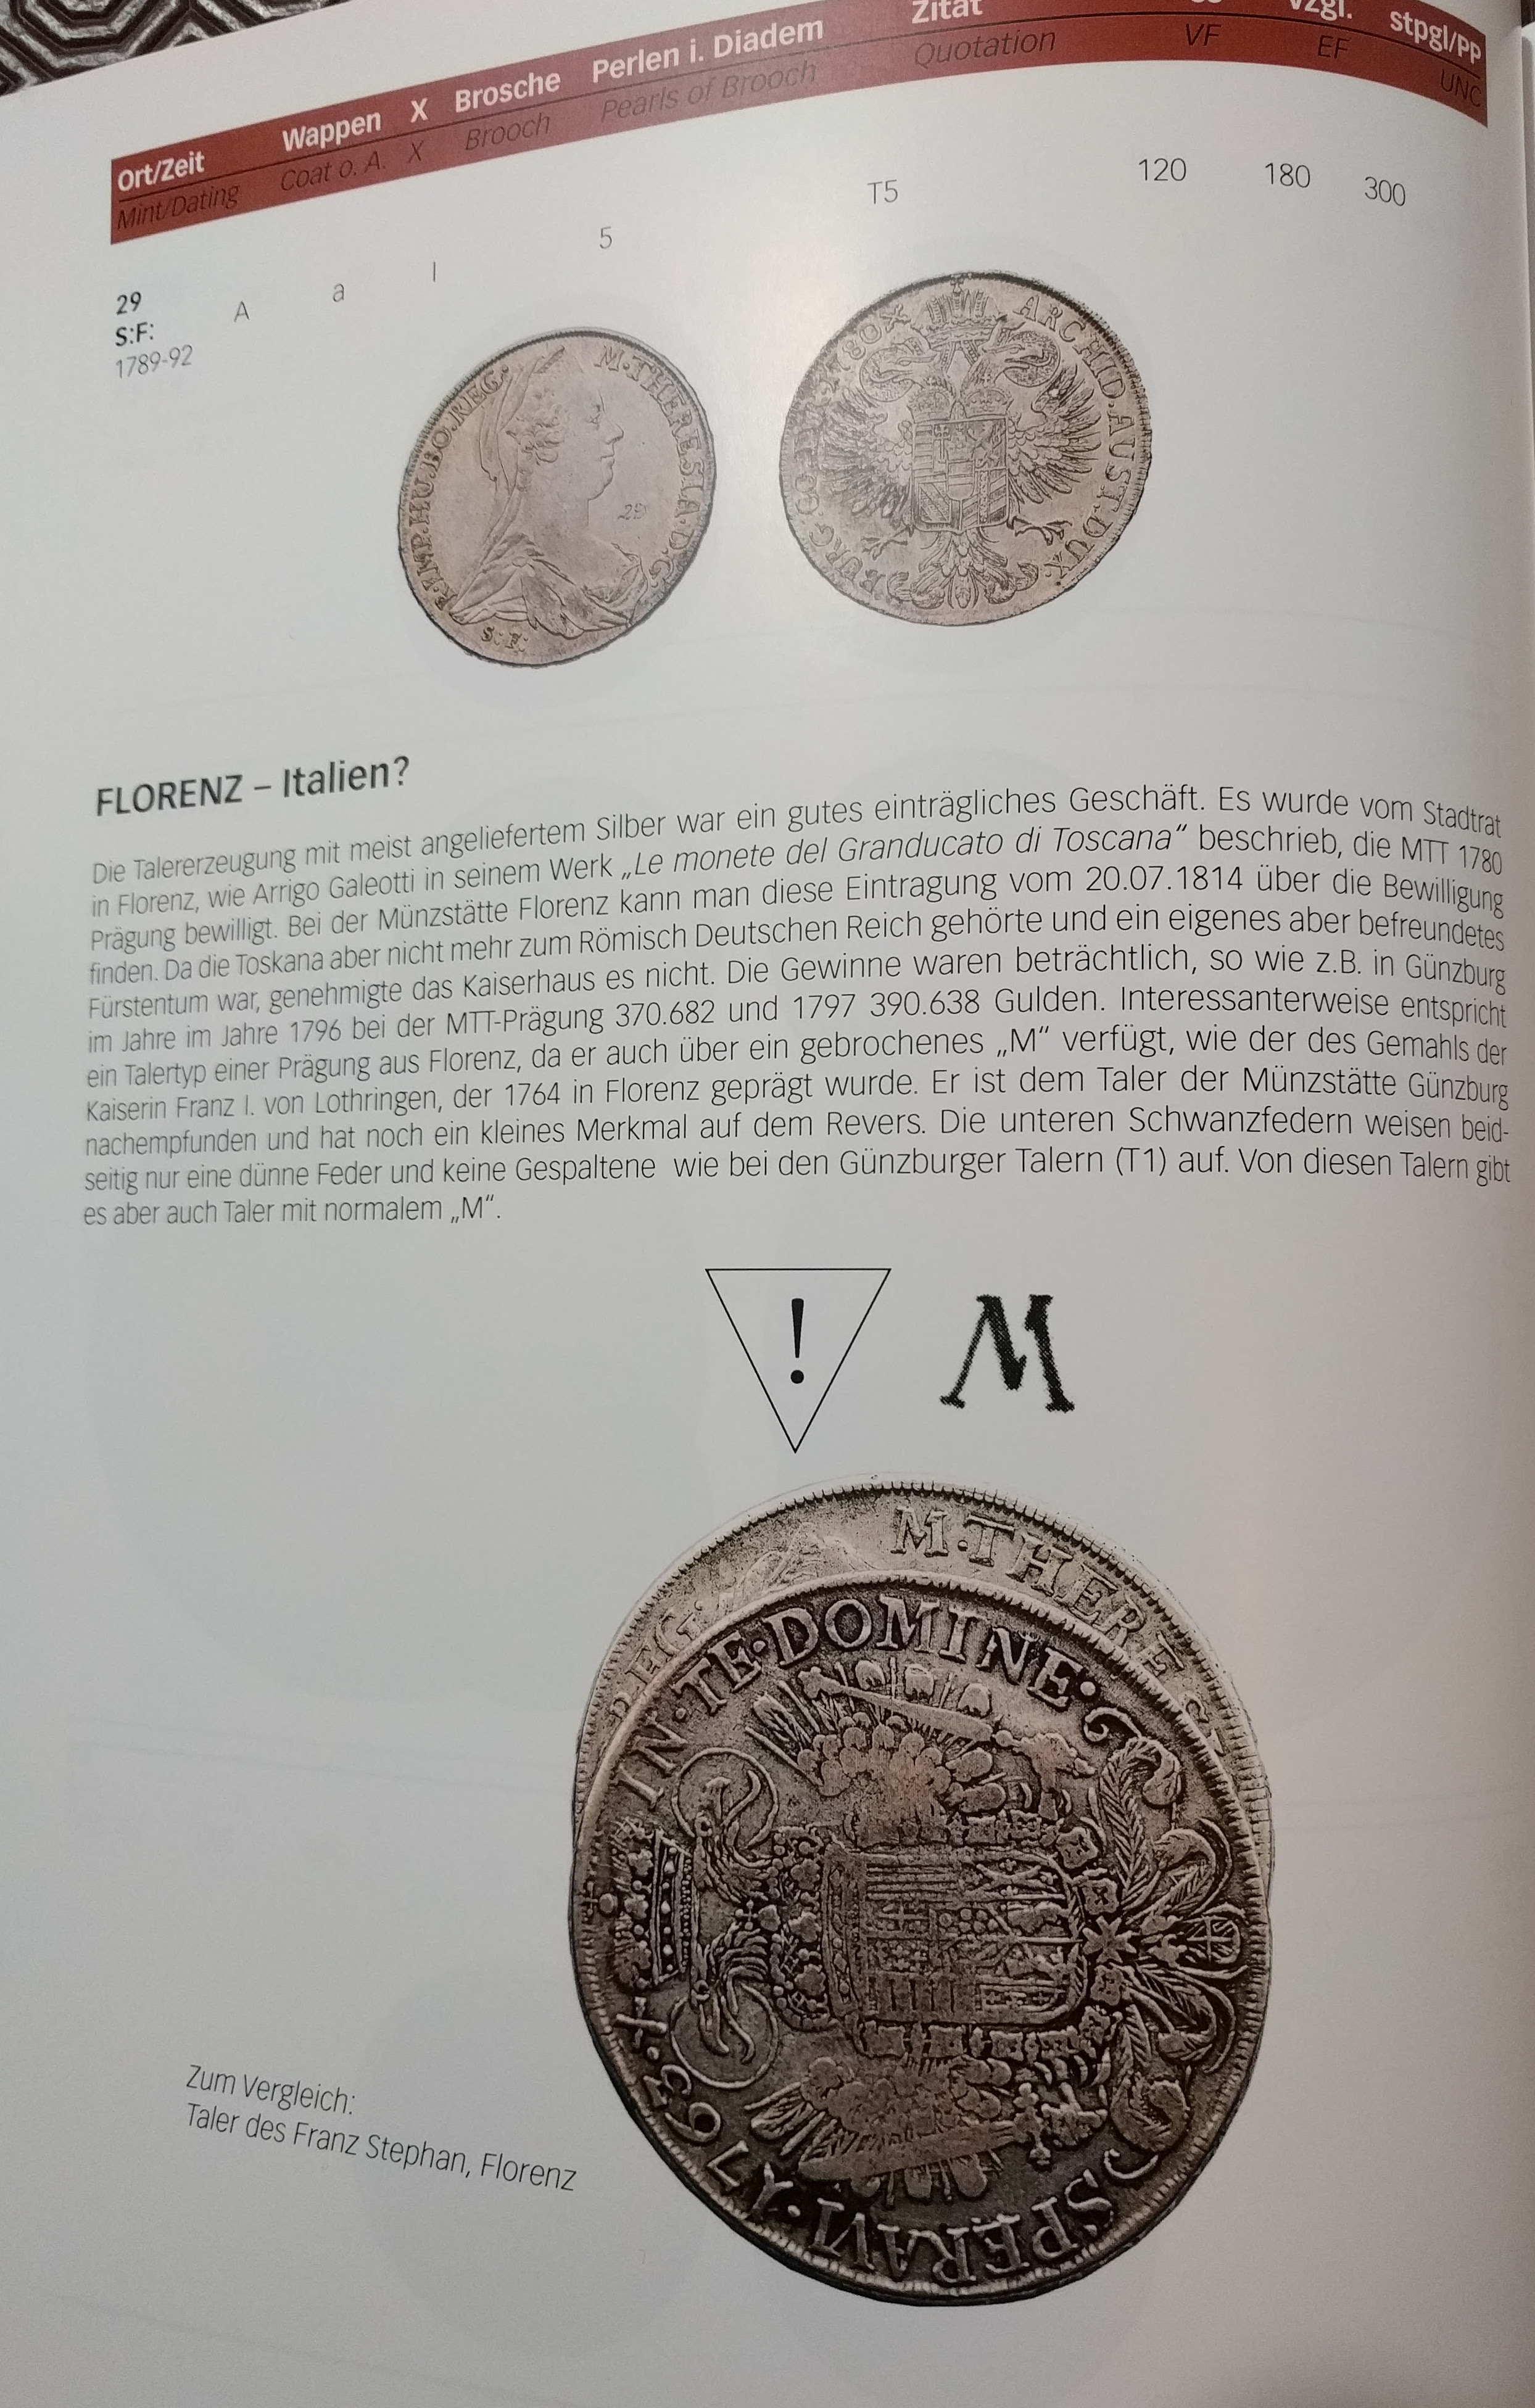 Ort/Zeit Wappen X Brosche Perlen i. Diadem Zitat vzgl. stpgl/PP
Mint/Dating Coat o. A. X Brooch Pearls of Brooch Quotation VF EF UNC
29 A a I 5 T5 120 180 300
S:F:
1789-92
R.IMP.HU.BO.REG. M.THERESIA.D.G.
29
S:F:
ARCHID.AUST.DUX.
BURG.CO. 1780 X
FLORENZ – Italien?
Die Talererzeugung mit meist angeliefertem Silber war ein gutes einträgliches Geschäft. Es wurde vom Stadtrat
in Florenz, wie Arrigo Galeotti in seinem Werk „Le monete del Granducato di Toscana“ beschrieb, die MTT 1780
Prägung bewilligt. Bei der Münzstätte Florenz kann man diese Eintragung vom 20.07.1814 über die Bewilligung
finden. Da die Toskana aber nicht mehr zum Römisch Deutschen Reich gehörte und ein eigenes aber befreundetes
Fürstentum war, genehmigte das Kaiserhaus es nicht. Die Gewinne waren beträchtlich, so wie z.B. in Günzburg
im Jahre im Jahre 1796 bei der MTT-Prägung 370.682 und 1797 390.638 Gulden. Interessanterweise entspricht
ein Talertyp einer Prägung aus Florenz, da er auch über ein gebrochenes „M“ verfügt, wie der des Gemahls der
Kaiserin Franz I. von Lothringen, der 1764 in Florenz geprägt wurde. Er ist dem Taler der Münzstätte Günzburg
nachempfunden und hat noch ein kleines Merkmal auf dem Revers. Die unteren Schwanzfedern weisen beid-
seitig nur eine dünne Feder und keine Gespaltene wie bei den Günzburger Talern (T1) auf. Von diesen Talern gibt
es aber auch Taler mit normalem „M“.
! M
REG. M.THERES
IN·TE·DOMINE·
SPERAVI·
X·1763·
Zum Vergleich:
Taler des Franz Stephan, Florenz